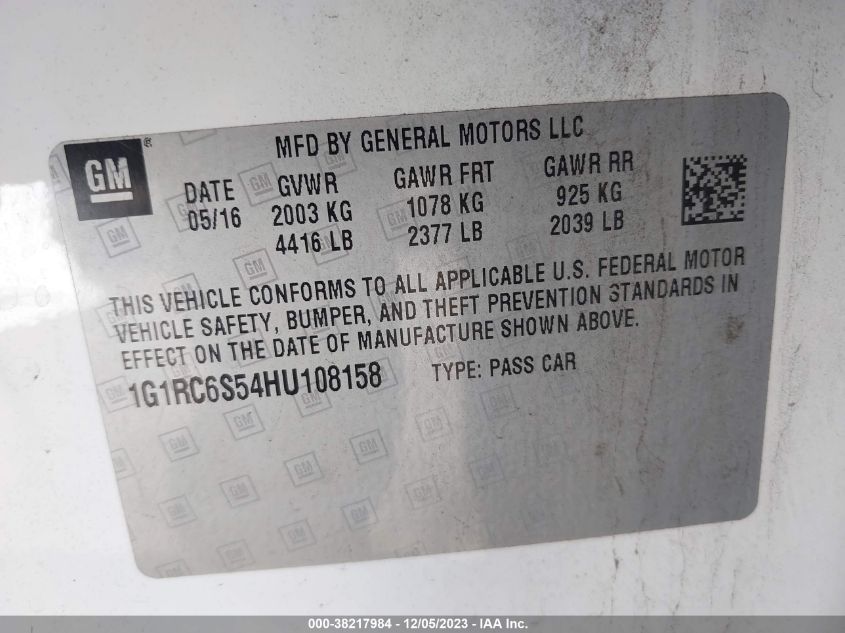 GM ®
MFD BY GENERAL MOTORS LLC
DATE GVWR GAWR FRT GAWR RR
05/16 2003 KG 1078 KG 925 KG
4416 LB 2377 LB 2039 LB
THIS VEHICLE CONFORMS TO ALL APPLICABLE U.S. FEDERAL MOTOR
VEHICLE SAFETY, BUMPER, AND THEFT PREVENTION STANDARDS IN
EFFECT ON THE DATE OF MANUFACTURE SHOWN ABOVE.
1G1RC6S54HU108158 TYPE: PASS CAR
000-38217984 - 12/05/2023 - IAA Inc.